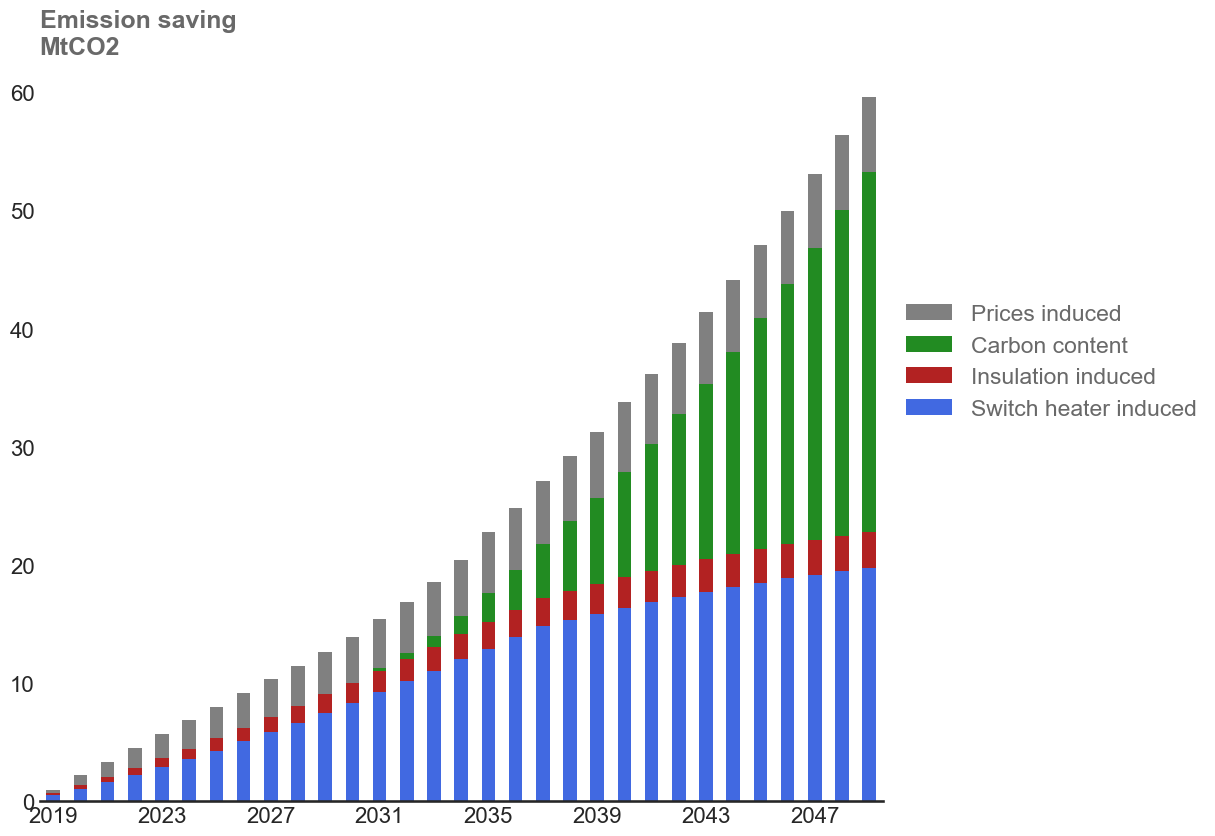 Emission saving
MtCO2
60
50
40
30
20
10
0
2019 2023 2027 2031 2035 2039 2043 2047
Prices induced
Carbon content
Insulation induced
Switch heater induced